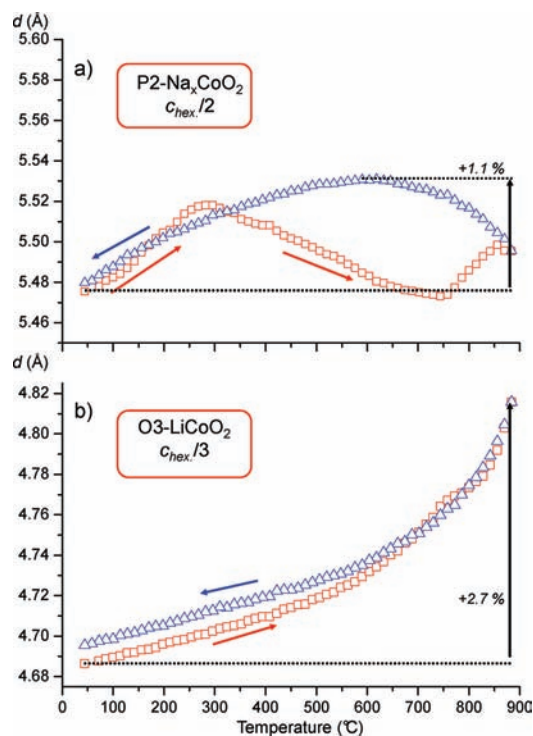 d (Å)
5.60
a)
5.58
P2-NaₓCoO₂
c_hex./2
5.56
5.54
+1.1 %
5.52
5.50
5.48
5.46
d (Å)
4.82
b)
4.80
O3-LiCoO₂
c_hex./3
4.78
4.76
4.74
4.72
+2.7 %
4.70
4.68
0 100 200 300 400 500 600 700 800 900
Temperature (℃)